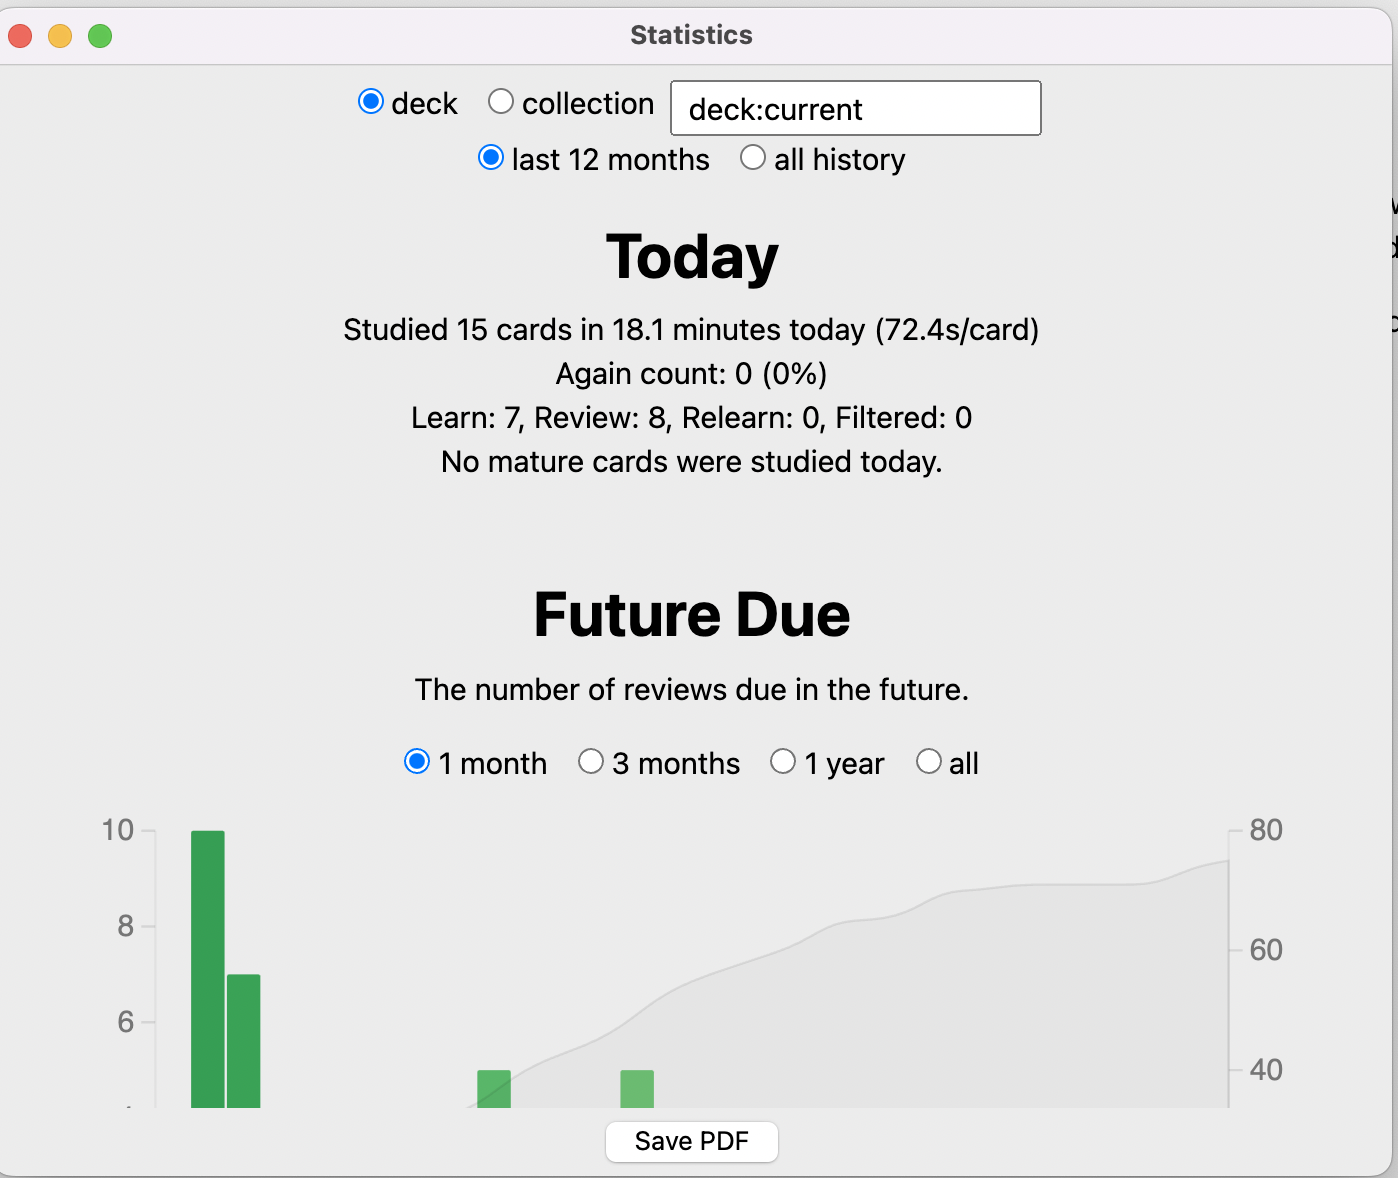 Statistics
deck collection deck:current
last 12 months all history
Today
Studied 15 cards in 18.1 minutes today (72.4s/card)
Again count: 0 (0%)
Learn: 7, Review: 8, Relearn: 0, Filtered: 0
No mature cards were studied today.
Future Due
The number of reviews due in the future.
1 month 3 months 1 year all
10 80
8
60
6
40
Save PDF